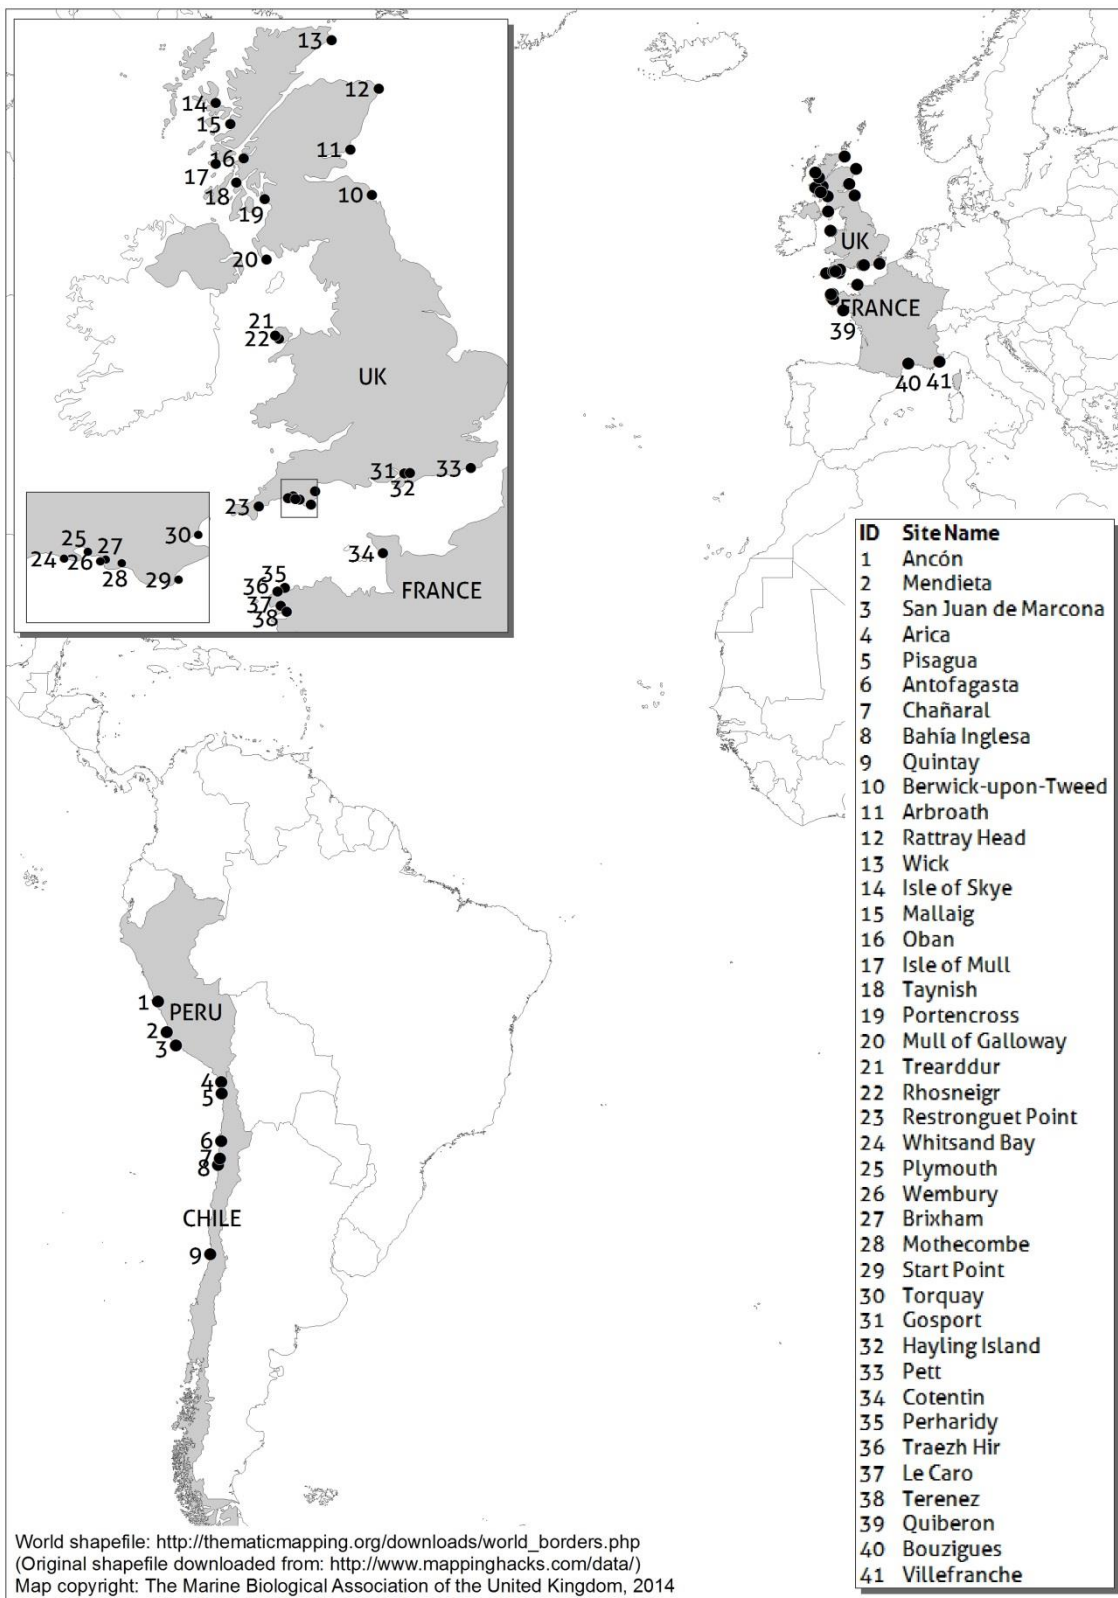 13
12
14
15
11
16
17
18
10
19
20
21
22
UK
31
33
32
23
25
27
30
24
26
28
29
34
35
36
FRANCE
37
38
UK
FRANCE
39
40
41
ID Site Name
1 Ancón
2 Mendieta
3 San Juan de Marcona
4 Arica
5 Pisagua
6 Antofagasta
7 Chañaral
8 Bahía Inglesa
9 Quintay
10 Berwick-upon-Tweed
11 Arbroath
12 Rattray Head
13 Wick
14 Isle of Skye
15 Mallaig
16 Oban
17 Isle of Mull
18 Taynish
19 Portencross
20 Mull of Galloway
21 Trearddur
22 Rhosneigr
23 Restronguet Point
24 Whitsand Bay
25 Plymouth
26 Wembury
27 Brixham
28 Mothecombe
29 Start Point
30 Torquay
31 Gosport
32 Hayling Island
33 Pett
34 Cotentin
35 Perharidy
36 Traezh Hir
37 Le Caro
38 Terenez
39 Quiberon
40 Bouzigues
41 Villefranche
1
PERU
2
3
4
5
6
7
8
CHILE
9
World shapefile: http://thematicmapping.org/downloads/world_borders.php
(Original shapefile downloaded from: http://www.mappinghacks.com/data/)
Map copyright: The Marine Biological Association of the United Kingdom, 2014